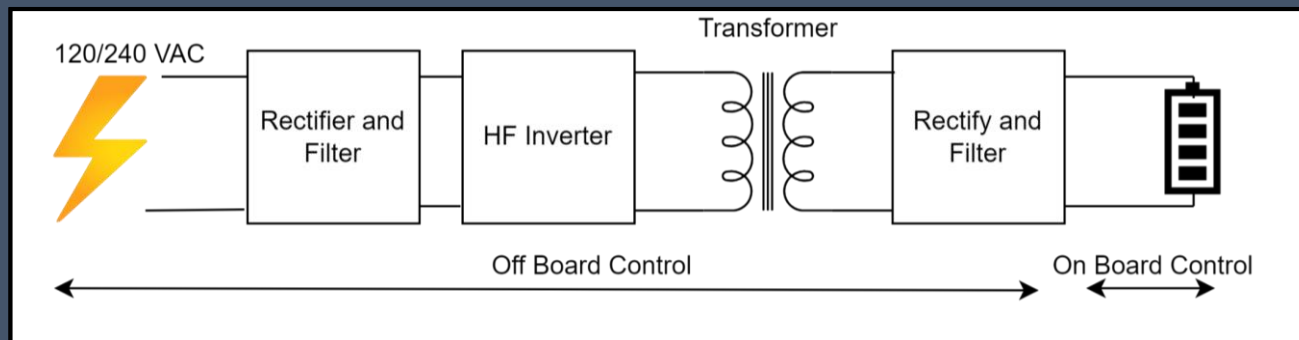 Transformer
120/240 VAC
Rectifier and
Filter
HF Inverter
Rectify and
Filter
Off Board Control
On Board Control